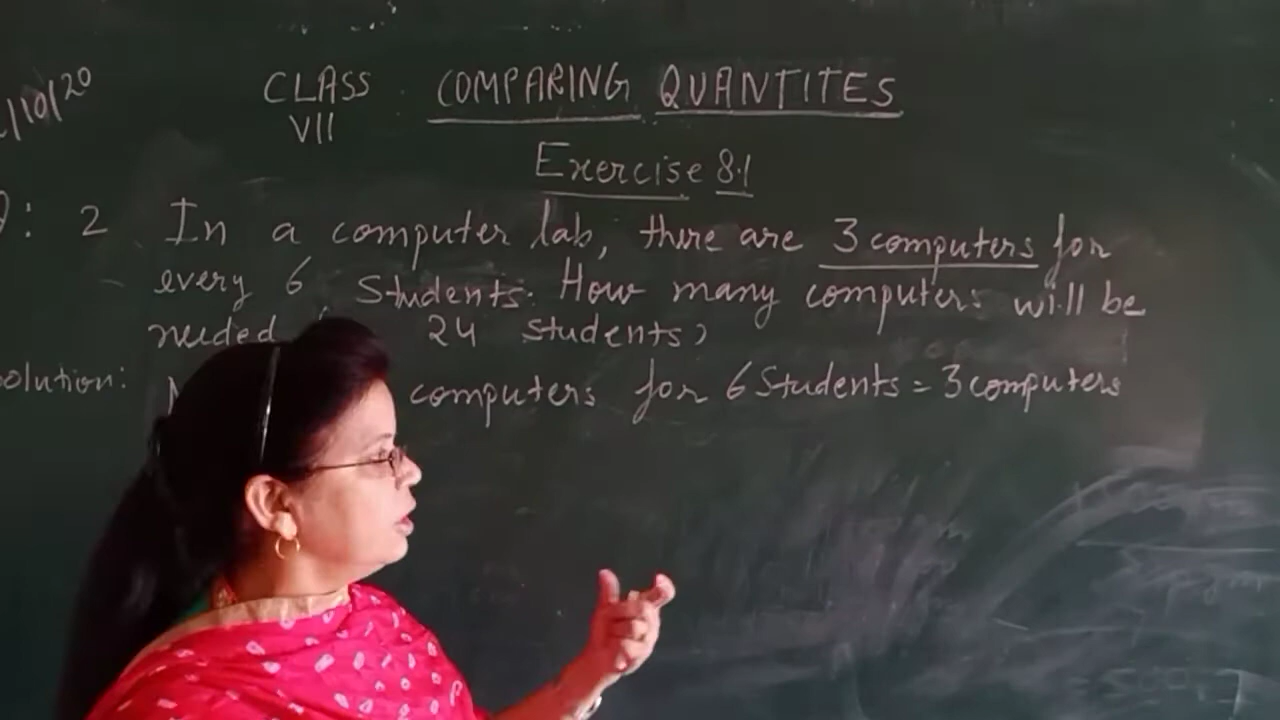 /10/20
CLASS COMPARING QUANTITES
VII
Exercise 8.1
: 2 In a computer lab, there are 3 computers for
every 6 Students. How many computers will be
needed 24 students?
olution: computers for 6 Students = 3 computers